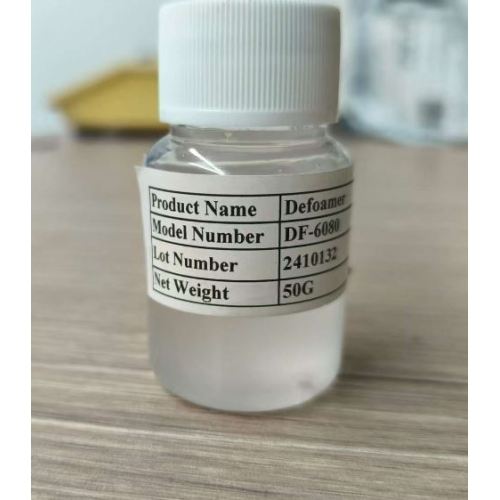 Product Name Defoamer
Model Number DF-6080
Lot Number 2410132
Net Weight 50G